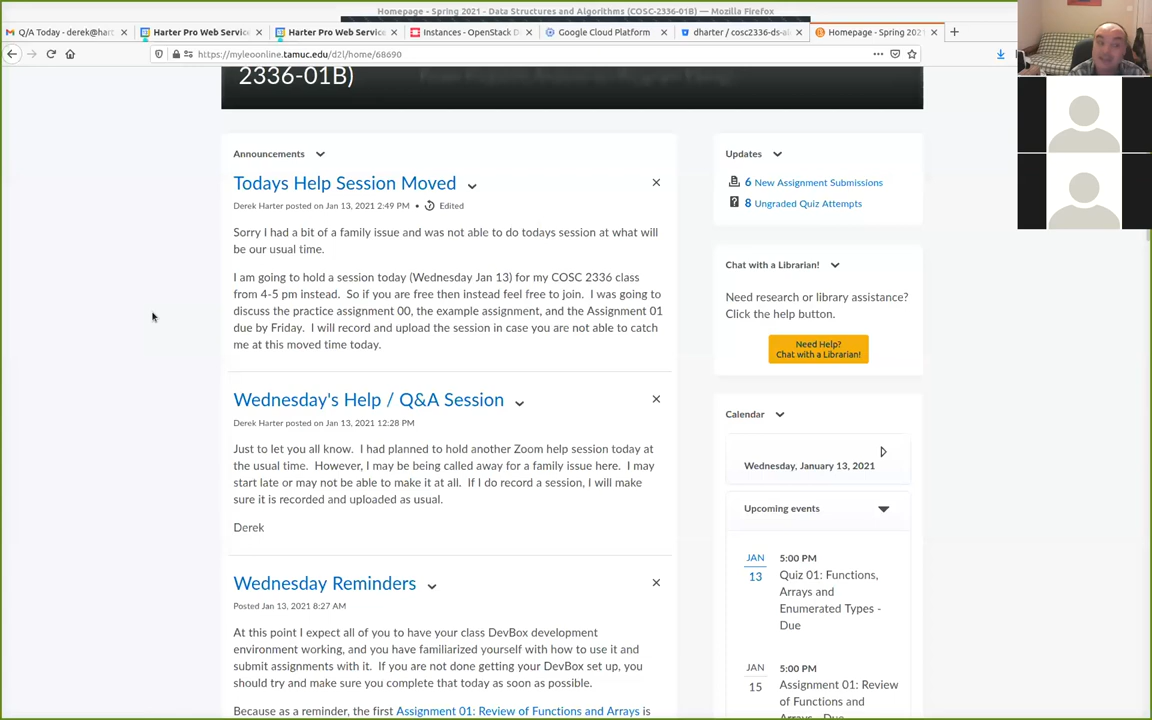 Homepage - Spring 2021 - Data Structures and Algorithms (COSC-2336-01B) — Mozilla Firefox
Q/A Today - derek@har
Harter Pro Web Service
Harter Pro Web Service
Instances - OpenStack D
Google Cloud Platform
dharter / cosc2336-ds-al
Homepage - Spring 202
https://myleoonline.tamuc.edu/d2l/home/68690
2336-01B)
Announcements
Todays Help Session Moved
Derek Harter posted on Jan 13, 2021 2:49 PM • Edited
Sorry I had a bit of a family issue and was not able to do todays session at what will
be our usual time.
I am going to hold a session today (Wednesday Jan 13) for my COSC 2336 class
from 4-5 pm instead. So if you are free then instead feel free to join. I was going to
discuss the practice assignment 00, the example assignment, and the Assignment 01
due by Friday. I will record and upload the session in case you are not able to catch
me at this moved time today.
Wednesday's Help / Q&A Session
Derek Harter posted on Jan 13, 2021 12:28 PM
Just to let you all know. I had planned to hold another Zoom help session today at
the usual time. However, I may be being called away for a family issue here. I may
start late or may not be able to make it at all. If I do record a session, I will make
sure it is recorded and uploaded as usual.
Derek
Wednesday Reminders
Posted Jan 13, 2021 8:27 AM
At this point I expect all of you to have your class DevBox development
environment working, and you have familiarized yourself with how to use it and
submit assignments with it. If you are not done getting your DevBox set up, you
should try and make sure you complete that today as soon as possible.
Because as a reminder, the first Assignment 01: Review of Functions and Arrays is
Updates
6 New Assignment Submissions
8 Ungraded Quiz Attempts
Chat with a Librarian!
Need research or library assistance?
Click the help button.
Need Help?
Chat with a Librarian!
Calendar
Wednesday, January 13, 2021
Upcoming events
JAN
13
5:00 PM
Quiz 01: Functions,
Arrays and
Enumerated Types -
Due
JAN
15
5:00 PM
Assignment 01: Review
of Functions and
Arrays - Due